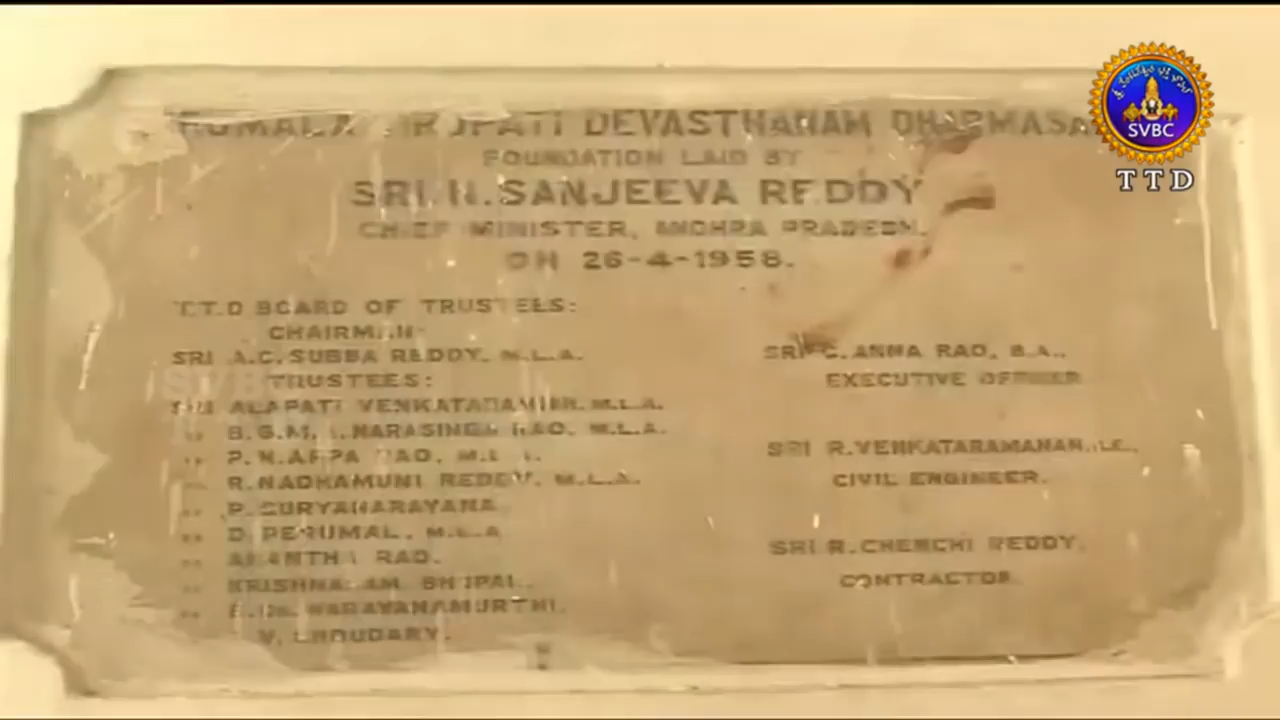 DEVASTHANAM
FOUNDATION LAID BY
SRI. N. SANJEEVA REDDY
CHIEF MINISTER, ANDHRA PRADESH.
ON 26-4-1958.
T.T.D BOARD OF TRUSTEES:
CHAIRMAN:
SRI A.C. SUBBA REDDY, M.L.A.
TRUSTEES:
SRI ALAPATI M.L.A.
NARASINGA RAO, M.L.A.
R. NADHAMUNI REDDY, M.L.A.
P. SURYANARAYANA
D. PERUMAL, M.L.A
ANANTHA RAO.
NARAYANAMURTHI.
V. CHOUDARY.
SRI C. ANNA RAO, B.A.,
EXECUTIVE OFFICER
SRI R. VENKATARAMANAN.
CIVIL ENGINEER.
SRI R. CHENCHI REDDY,
CONTRACTOR.
SVBC
TTD